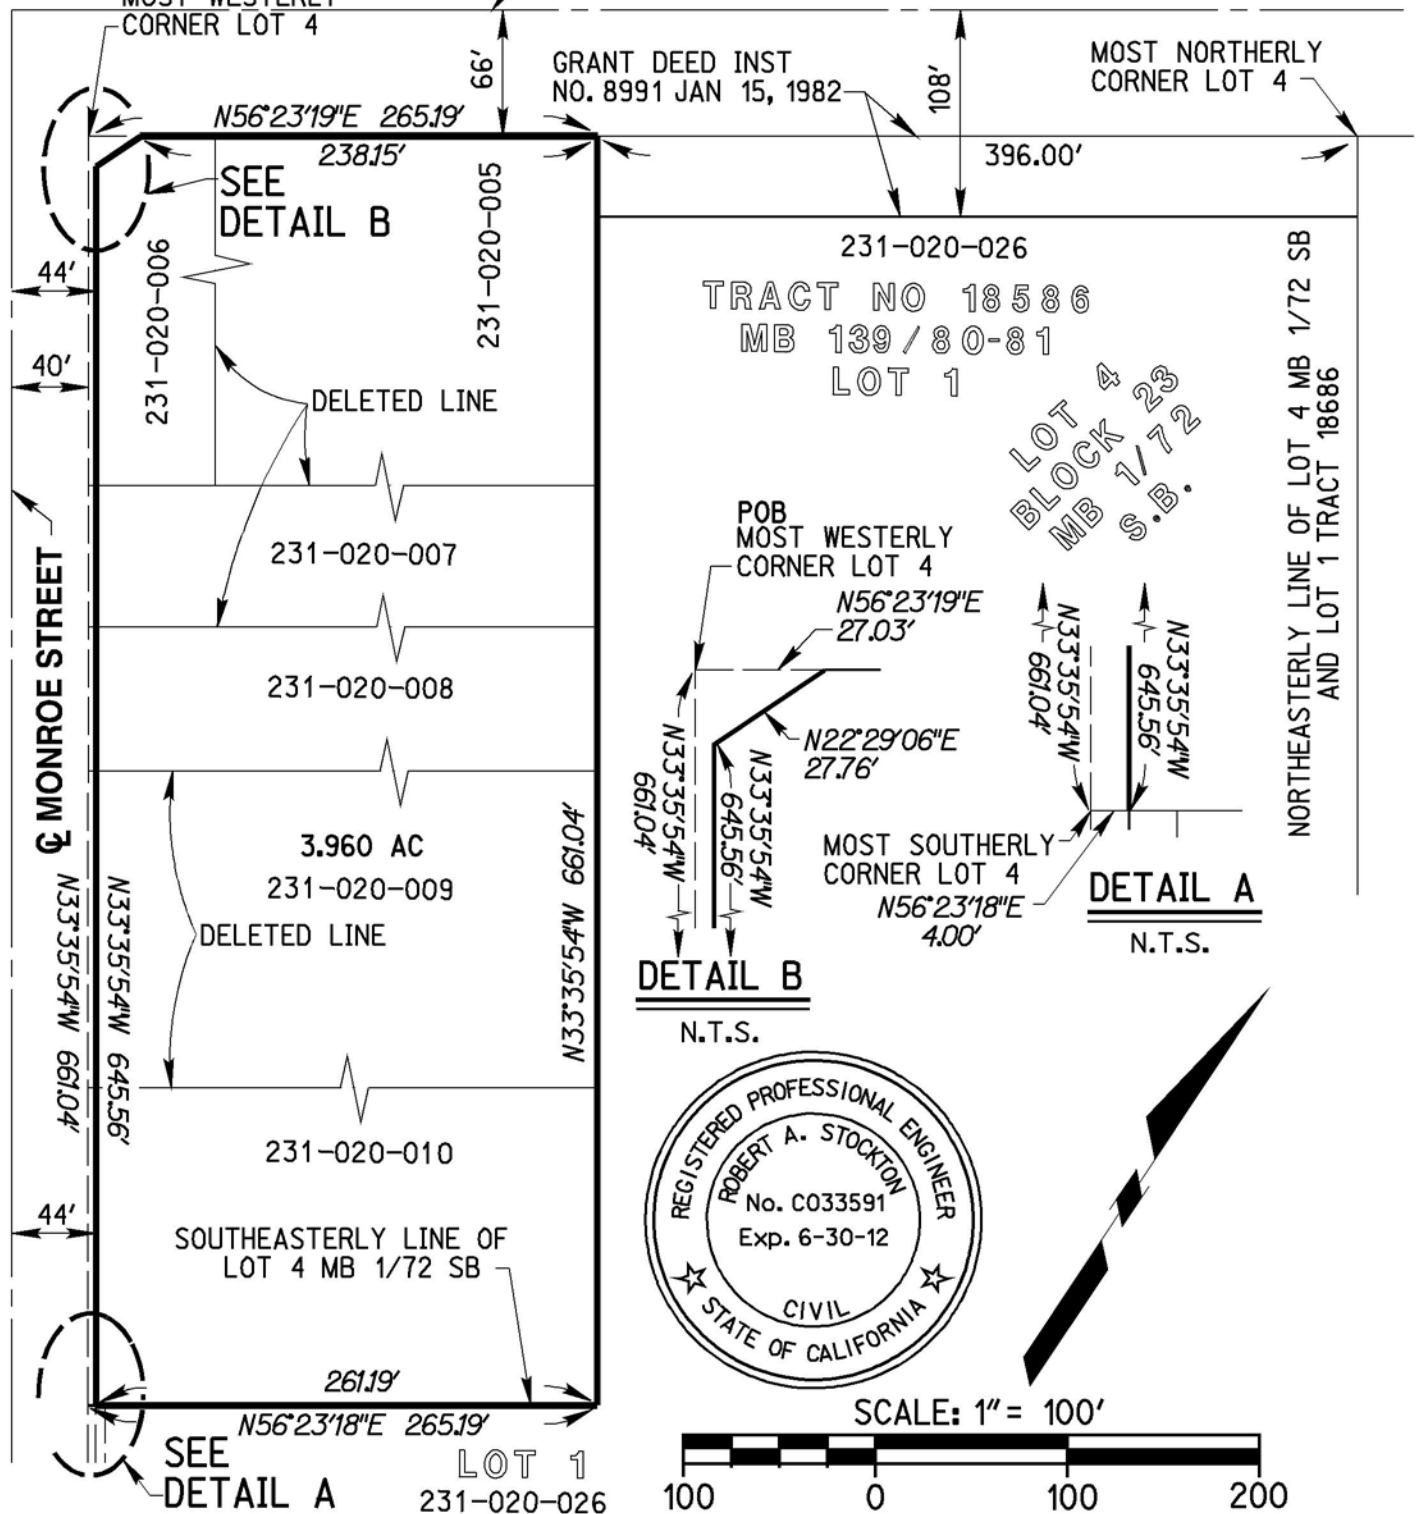 MOST WESTERLY
CORNER LOT 4
66'
GRANT DEED INST
NO. 8991 JAN 15, 1982
108'
MOST NORTHERLY
CORNER LOT 4
N56°23'19"E 265.19'
238.15'
396.00'
SEE
DETAIL B
231-020-005
231-020-006
231-020-026
44'
40'
TRACT NO 18586
MB 139/80-81
LOT 1
LOT 4
BLOCK 23
MB 1/72
S.B.
NORTHEASTERLY LINE OF LOT 4 MB 1/72 SB
AND LOT 1 TRACT 18686
DELETED LINE
231-020-007
POB
MOST WESTERLY
CORNER LOT 4
N56°23'19"E
27.03'
℄ MONROE STREET
231-020-008
N22°29'06"E
27.76'
N33°35'54"W
661.04'
N33°35'54"W
645.56'
N33°35'54"W
661.04'
N33°35'54"W
645.56'
MOST SOUTHERLY
CORNER LOT 4
N56°23'18"E
4.00'
DETAIL A
N.T.S.
DETAIL B
N.T.S.
3.960 AC
231-020-009
DELETED LINE
N33°35'54"W 661.04'
N33°35'54"W 645.56'
N33°35'54"W 661.04'
231-020-010
44'
SOUTHEASTERLY LINE OF
LOT 4 MB 1/72 SB
REGISTERED PROFESSIONAL ENGINEER
ROBERT A. STOCKTON
No. C033591
Exp. 6-30-12
CIVIL
STATE OF CALIFORNIA
261.19'
N56°23'18"E 265.19'
SEE
DETAIL A
LOT 1
231-020-026
SCALE: 1" = 100'
100 0 100 200